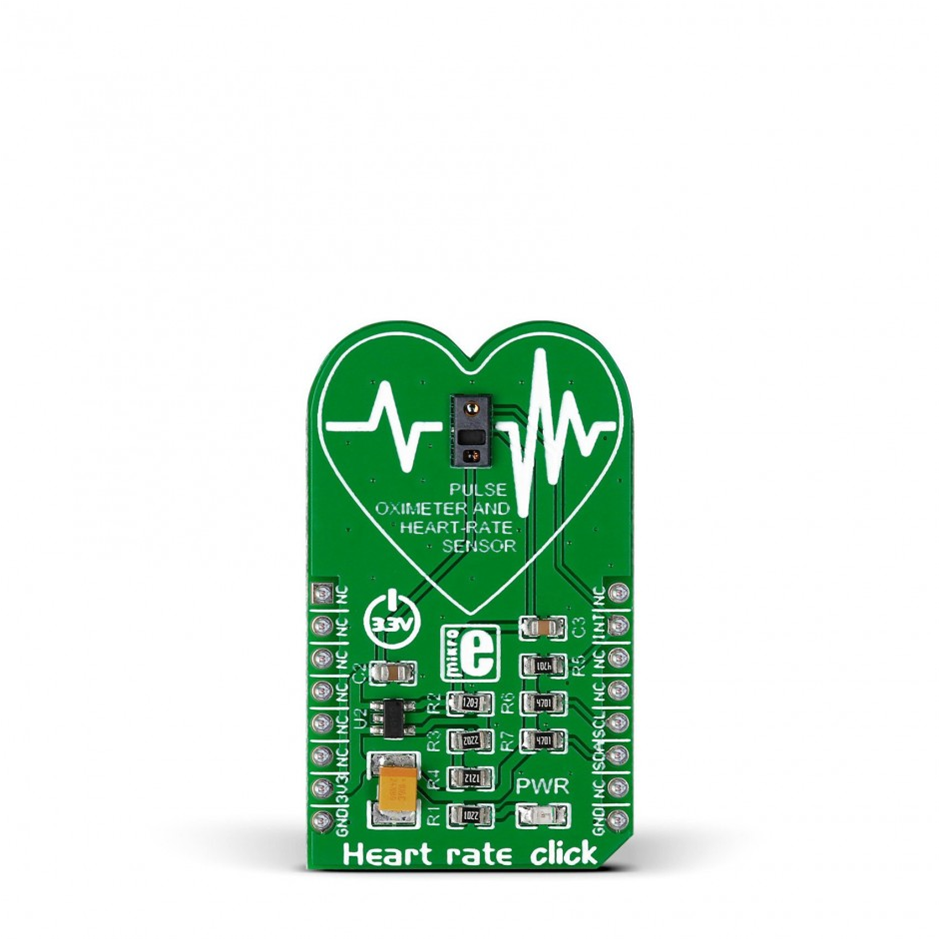 PULSE
OXIMETER AND
HEART-RATE
SENSOR
NC
NC
NC
NC
NC
NC
3V3
GND
NC
INT
NC
NC
SCL
SDA
NC
GND
3.3V
mikro
e
C3
C2
R5
U2
R2
1203
R6
4701
R3
2022
R7
4701
R4
2121
PWR
R1
1022
Heart rate click